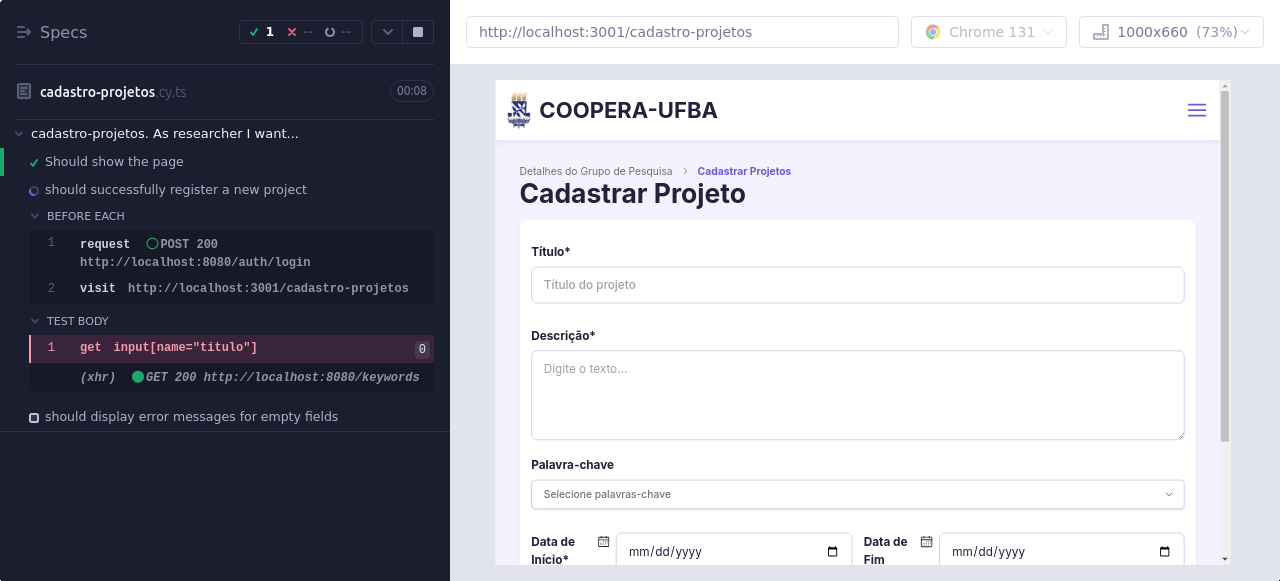 Specs
1
--
--
cadastro-projetos.cy.ts
00:08
cadastro-projetos. As researcher I want...
Should show the page
should successfully register a new project
BEFORE EACH
1 request POST 200
http://localhost:8080/auth/login
2 visit http://localhost:3001/cadastro-projetos
TEST BODY
1 get input[name="titulo"] 0
(xhr) GET 200 http://localhost:8080/keywords
should display error messages for empty fields
http://localhost:3001/cadastro-projetos
Chrome 131
1000x660 (73%)
COOPERA-UFBA
Detalhes do Grupo de Pesquisa > Cadastrar Projetos
Cadastrar Projeto
Título*
Título do projeto
Descrição*
Digite o texto...
Palavra-chave
Selecione palavras-chave
Data de
Início*
mm/dd/yyyy
Data de
Fim
mm/dd/yyyy